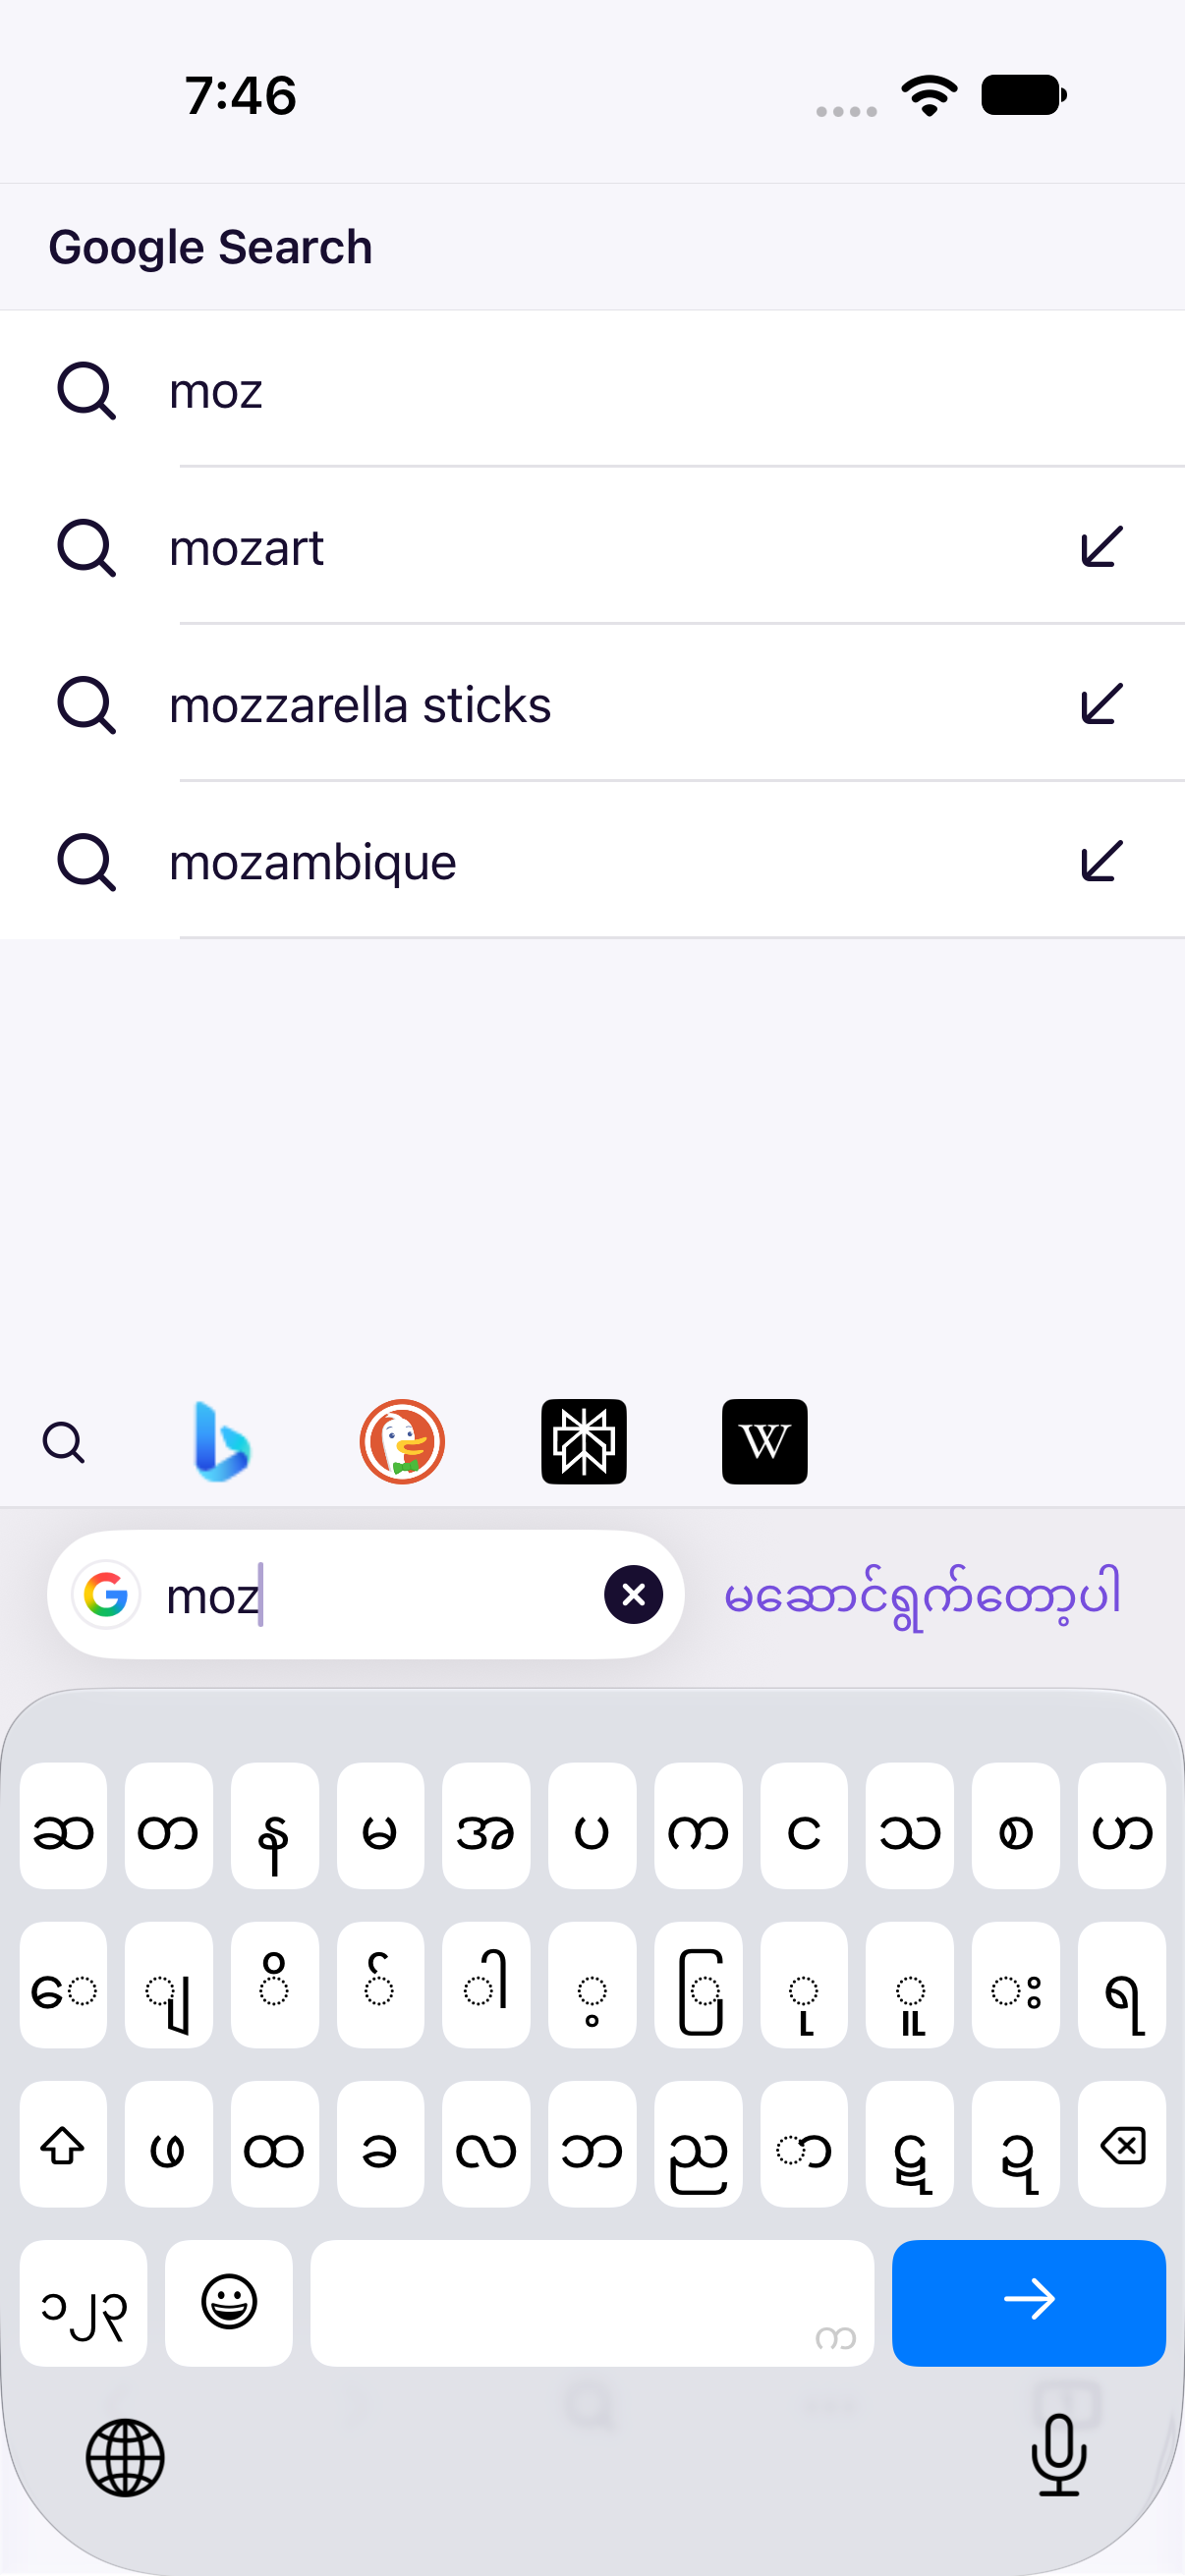 7:46
Google Search
moz
mozart
mozzarella sticks
mozambique
W
moz
မဆောင်ရွက်တော့ပါ
ဆ တ န မ အ ပ က င သ စ ဟ
ေ ျ ိ ် ါ ့ ြ ု ူ း ရ
ဖ ထ ခ လ ဘ ည ာ ဋ ဍ
၁၂၃
က